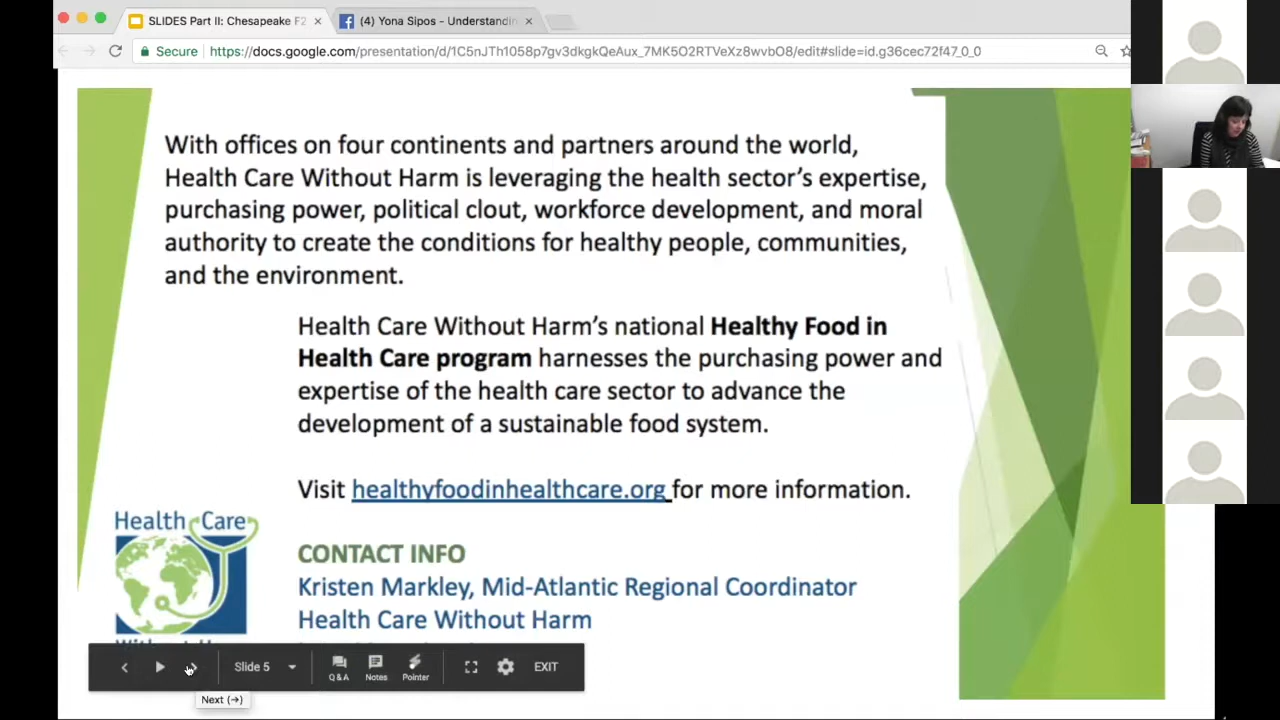 SLIDES Part II: Chesapeake F2
(4) Yona Sipos - Understandin
Secure
https://docs.google.com/presentation/d/1C5nJTh1058p7gv3dkgkQeAux_7MK5O2RTVeXz8wvbO8/edit#slide=id.g36cec72f47_0_0
With offices on four continents and partners around the world,
Health Care Without Harm is leveraging the health sector’s expertise,
purchasing power, political clout, workforce development, and moral
authority to create the conditions for healthy people, communities,
and the environment.
Health Care Without Harm’s national Healthy Food in
Health Care program harnesses the purchasing power and
expertise of the health care sector to advance the
development of a sustainable food system.
Visit healthyfoodinhealthcare.org for more information.
Health Care
CONTACT INFO
Kristen Markley, Mid-Atlantic Regional Coordinator
Health Care Without Harm
Slide 5
Q&A
Notes
Pointer
EXIT
Next (→)